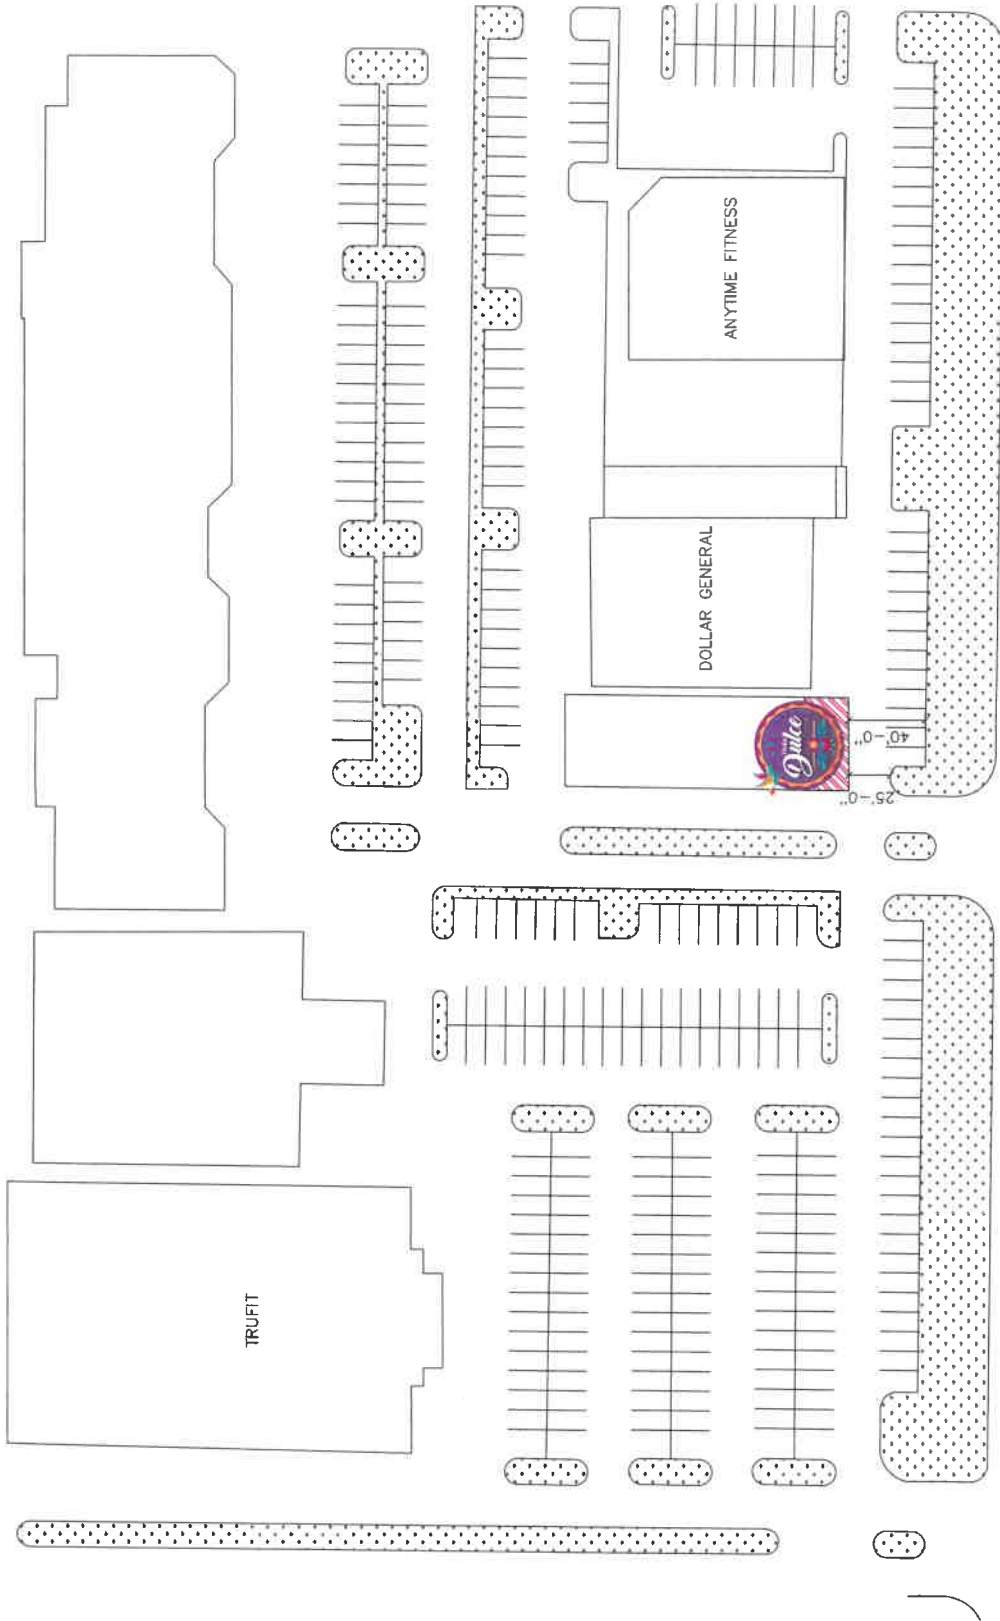 ANYTIME FITNESS
DOLLAR GENERAL
Dulce
40'-0"
25'-0"
TRUFIT